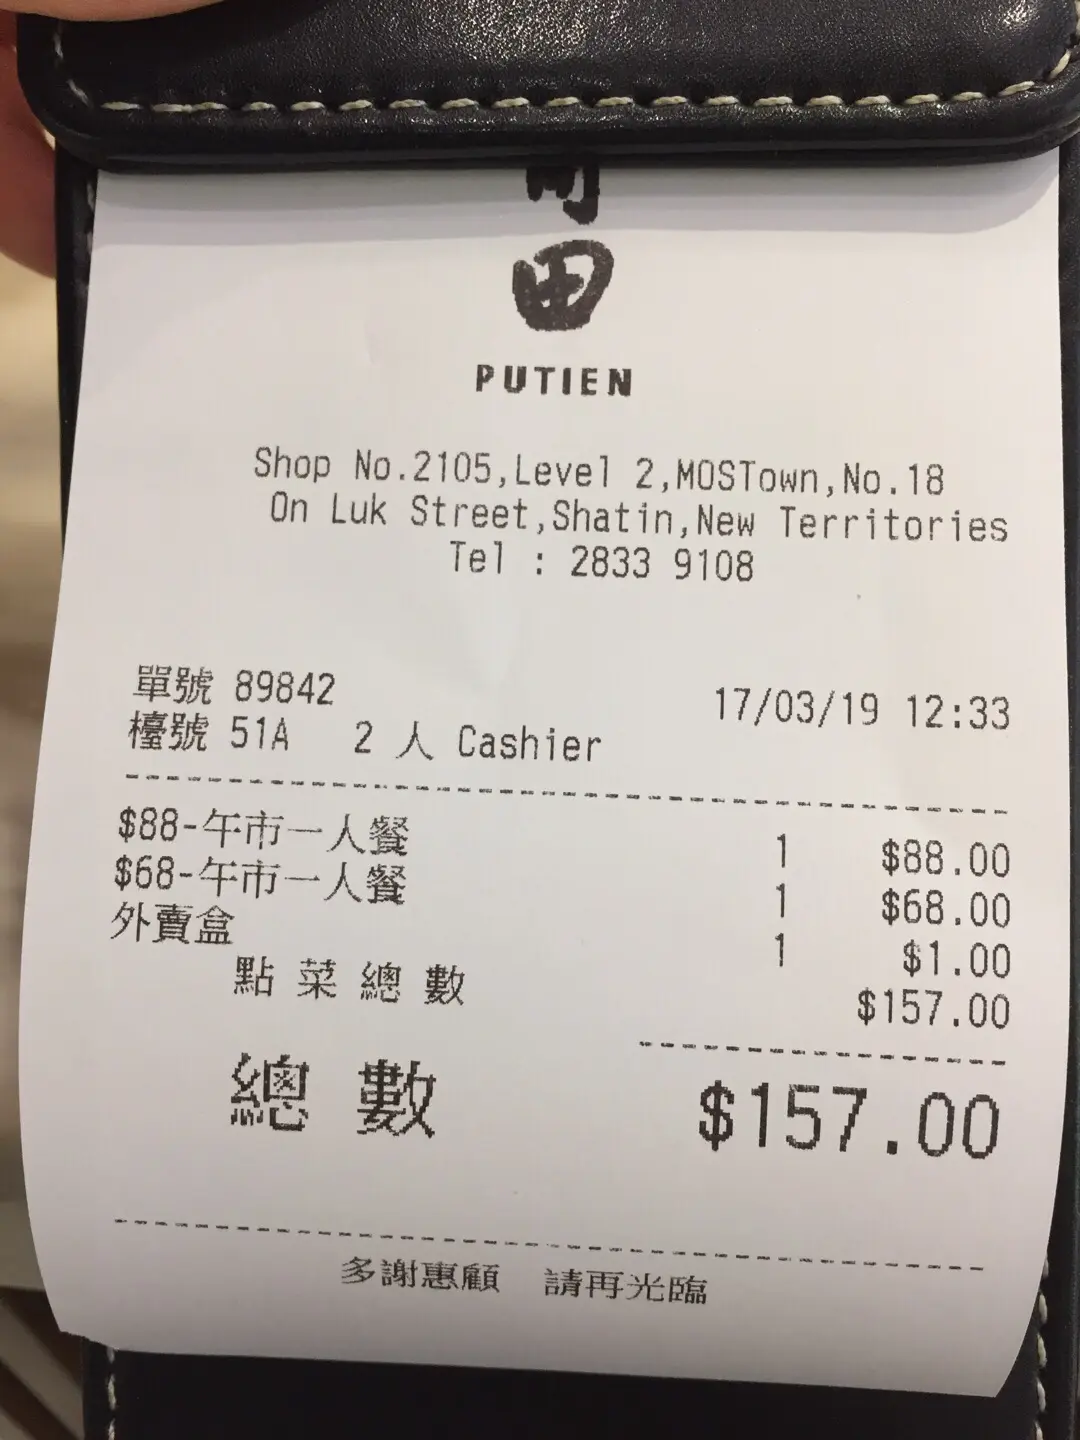 田
PUTIEN
Shop No.2105,Level 2,MOSTown,No.18
On Luk Street,Shatin,New Territories
Tel : 2833 9108
單號 89842 17/03/19 12:33
檯號 51A 2 人 Cashier
$88-午市一人餐 1 $88.00
$68-午市一人餐 1 $68.00
外賣盒 1 $1.00
點菜總數 $157.00
總數 $157.00
多謝惠顧 請再光臨